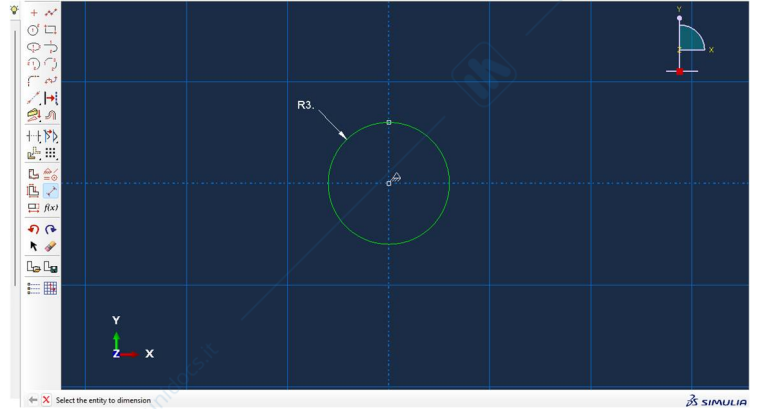 Y
X
Z
R3.
f(x)
Y
Z X
Select the entity to dimension
SIMULIA